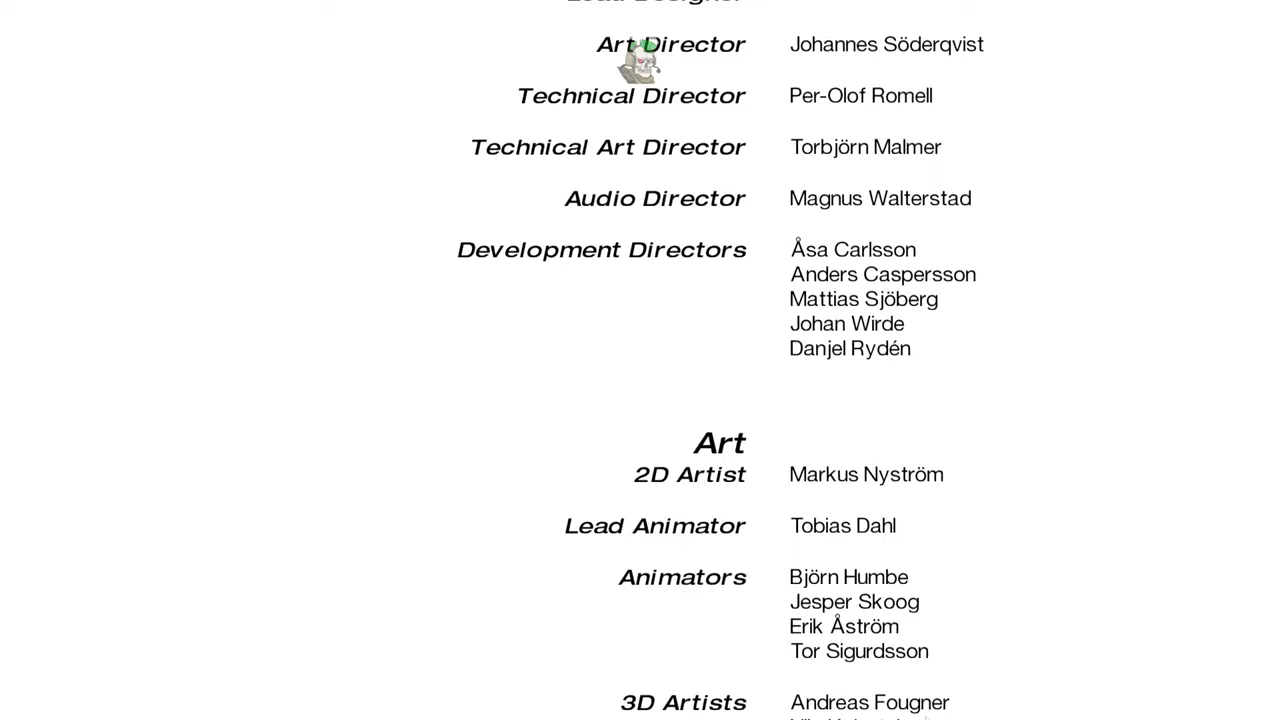 Lead Designer
Art Director Johannes Söderqvist
Technical Director Per-Olof Romell
Technical Art Director Torbjörn Malmer
Audio Director Magnus Walterstad
Development Directors Åsa Carlsson
Anders Caspersson
Mattias Sjöberg
Johan Wirde
Danjel Rydén
Art
2D Artist Markus Nyström
Lead Animator Tobias Dahl
Animators Björn Humbe
Jesper Skoog
Erik Åström
Tor Sigurdsson
3D Artists Andreas Fougner